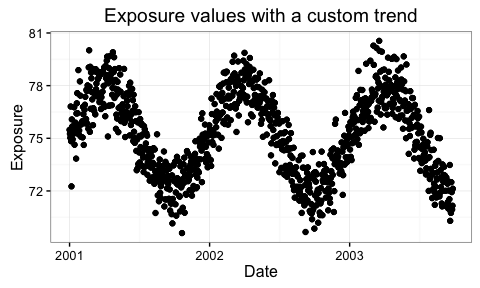 Exposure values with a custom trend
81
78
75
72
Exposure
2001
2002
2003
Date